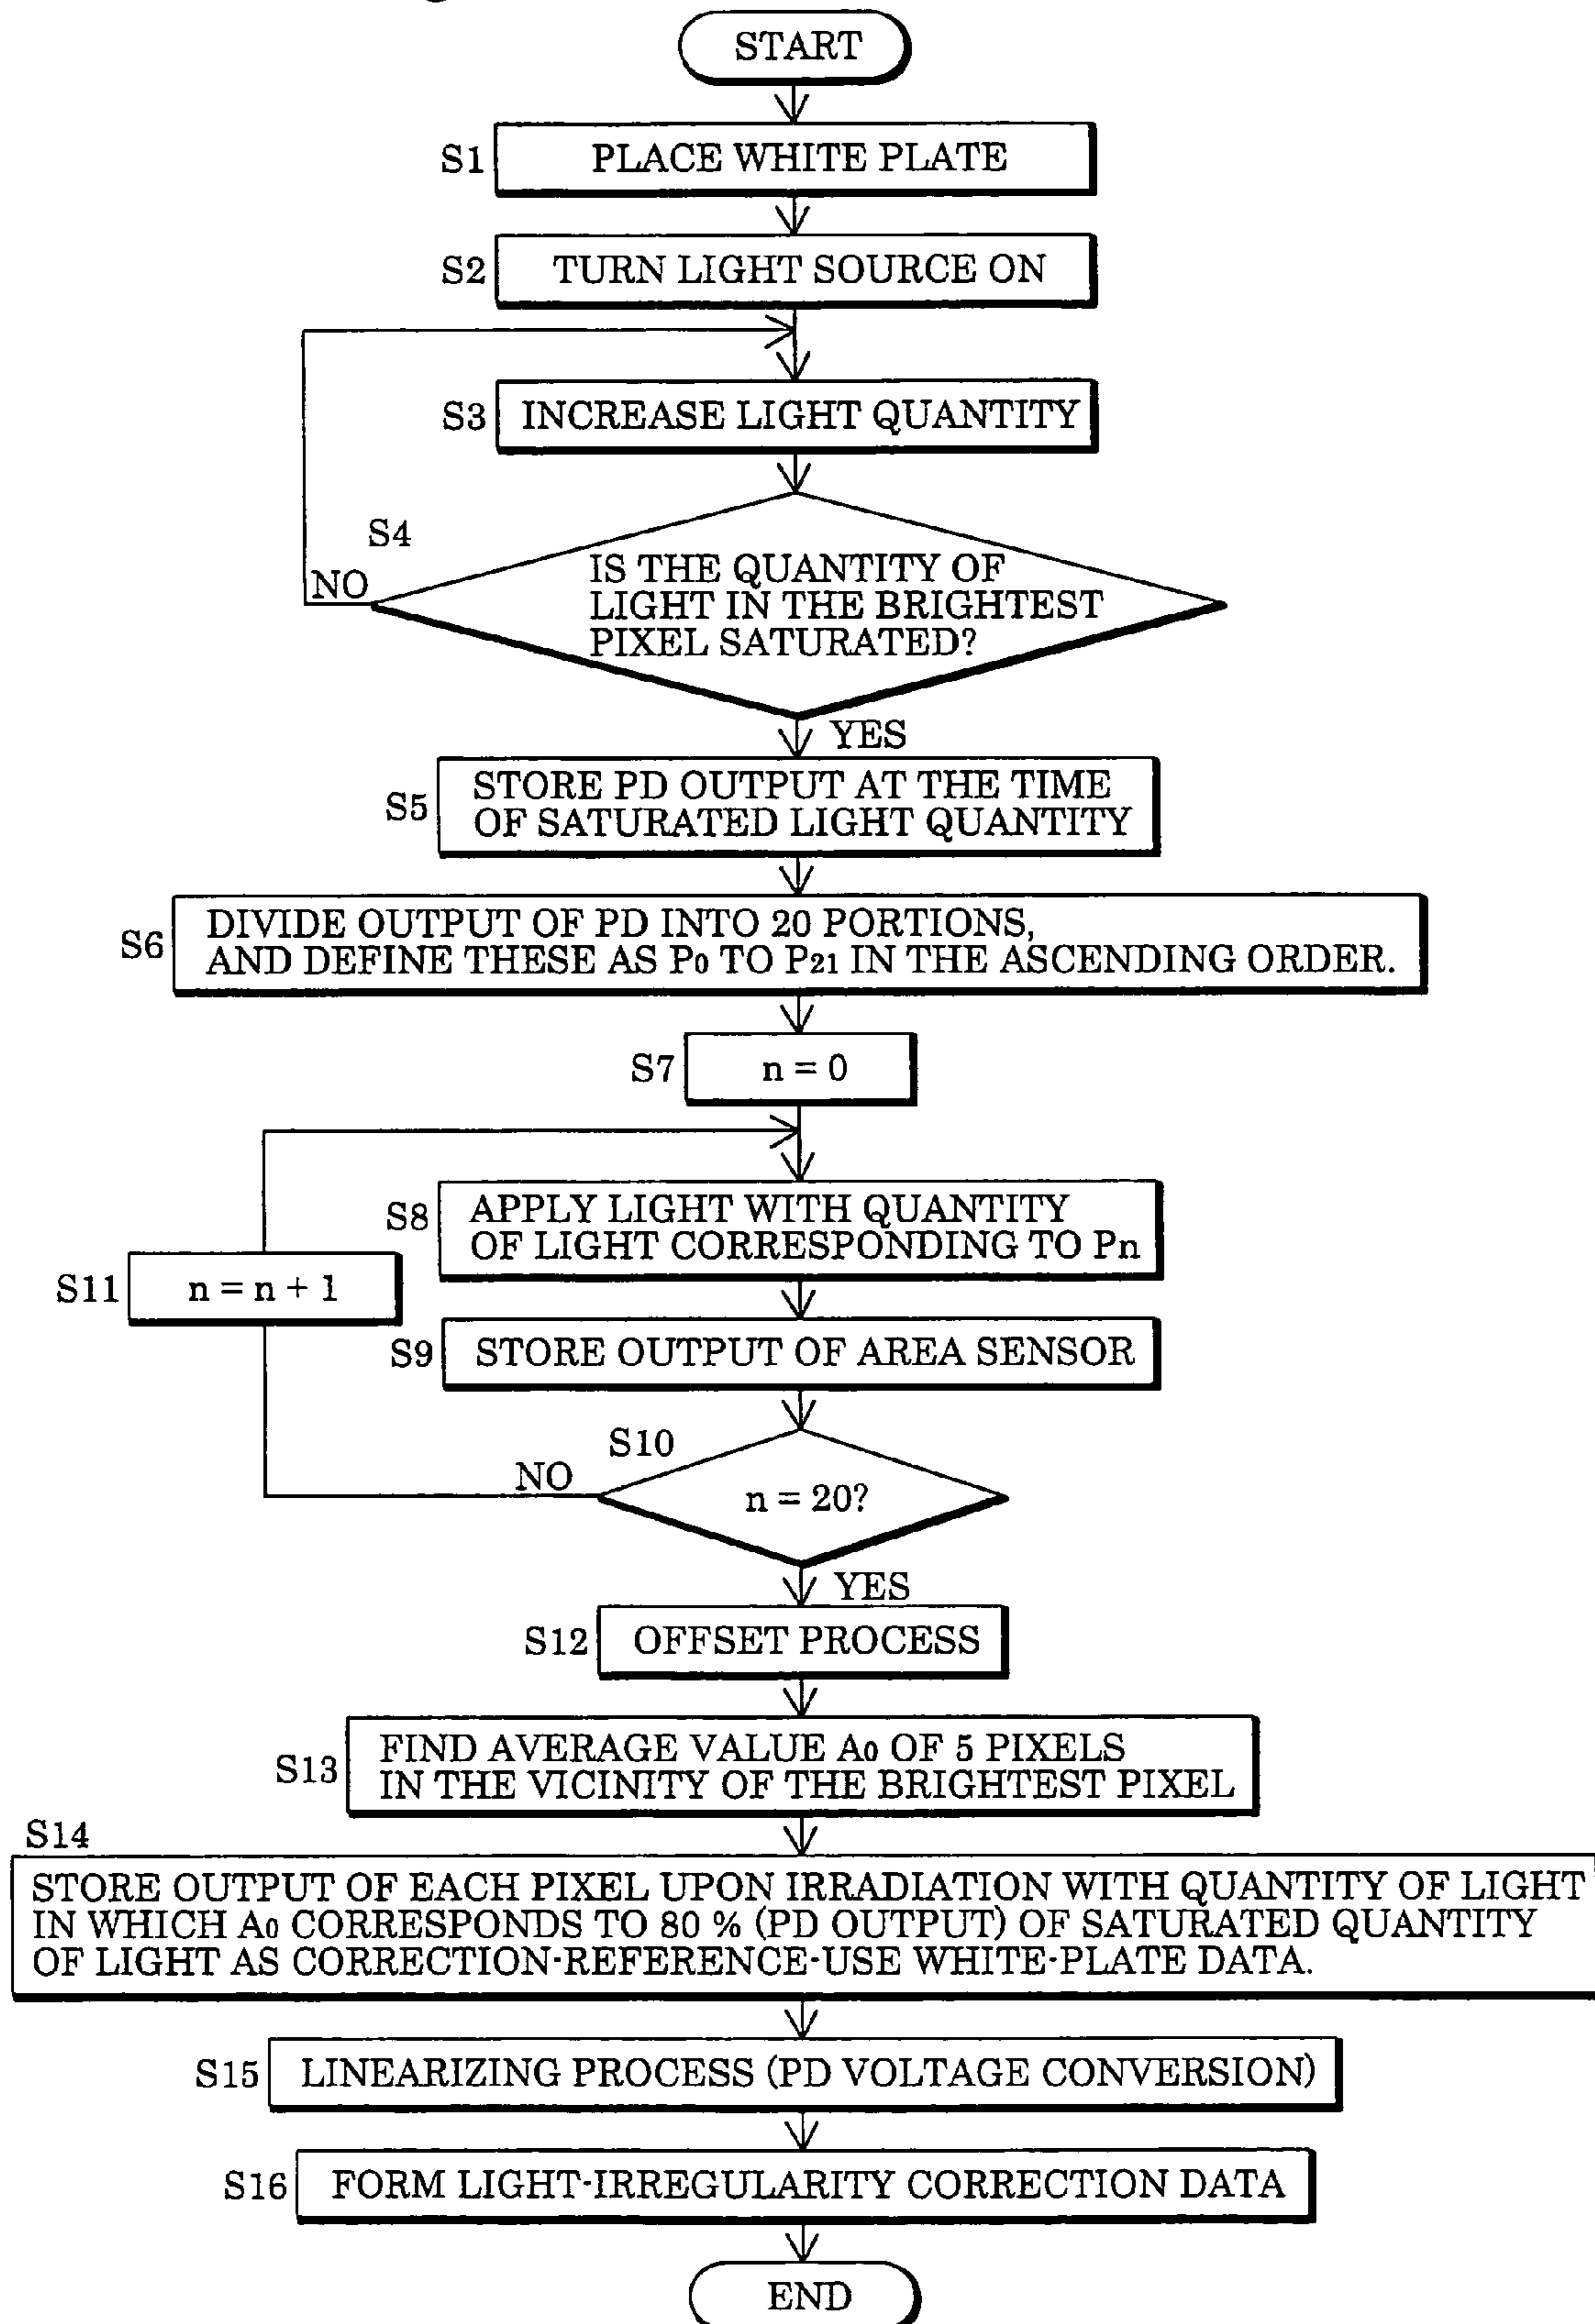 START
S1
PLACE WHITE PLATE
S2
TURN LIGHT SOURCE ON
S3
INCREASE LIGHT QUANTITY
S4
NO
IS THE QUANTITY OF
LIGHT IN THE BRIGHTEST
PIXEL SATURATED?
YES
S5
STORE PD OUTPUT AT THE TIME
OF SATURATED LIGHT QUANTITY
S6
DIVIDE OUTPUT OF PD INTO 20 PORTIONS,
AND DEFINE THESE AS P0 TO P21 IN THE ASCENDING ORDER.
S7
n = 0
S8
APPLY LIGHT WITH QUANTITY
OF LIGHT CORRESPONDING TO Pn
S11
n = n + 1
S9
STORE OUTPUT OF AREA SENSOR
S10
NO
n = 20?
YES
S12
OFFSET PROCESS
S13
FIND AVERAGE VALUE A0 OF 5 PIXELS
IN THE VICINITY OF THE BRIGHTEST PIXEL
S14
STORE OUTPUT OF EACH PIXEL UPON IRRADIATION WITH QUANTITY OF LIGHT
IN WHICH A0 CORRESPONDS TO 80 % (PD OUTPUT) OF SATURATED QUANTITY
OF LIGHT AS CORRECTION-REFERENCE-USE WHITE-PLATE DATA.
S15
LINEARIZING PROCESS (PD VOLTAGE CONVERSION)
S16
FORM LIGHT-IRREGULARITY CORRECTION DATA
END